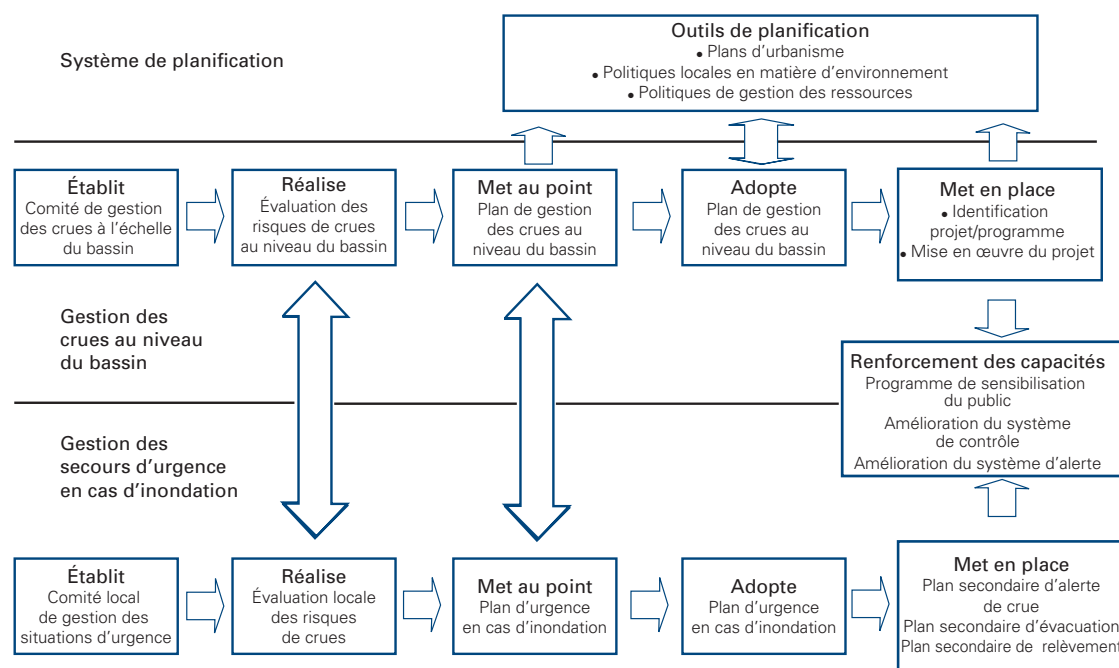 Système de planification
Outils de planification
• Plans d'urbanisme
• Politiques locales en matière d'environnement
• Politiques de gestion des ressources
Établit
Comité de gestion
des crues à l'échelle
du bassin
Réalise
Évaluation des
risques de crues
au niveau du bassin
Met au point
Plan de gestion
des crues au
niveau du bassin
Adopte
Plan de gestion
des crues au
niveau du bassin
Met en place
• Identification
projet/programme
• Mise en œuvre du projet
Gestion des
crues au niveau
du bassin
Renforcement des capacités
Programme de sensibilisation
du public
Amélioration du système
de contrôle
Amélioration du système d'alerte
Gestion des
secours d'urgence
en cas d'inondation
Établit
Comité local
de gestion des
situations d'urgence
Réalise
Évaluation locale
des risques
de crues
Met au point
Plan d'urgence
en cas d'inondation
Adopte
Plan d'urgence
en cas d'inondation
Met en place
Plan secondaire d'alerte
de crue
Plan secondaire d'évacuation
Plan secondaire de relèvement